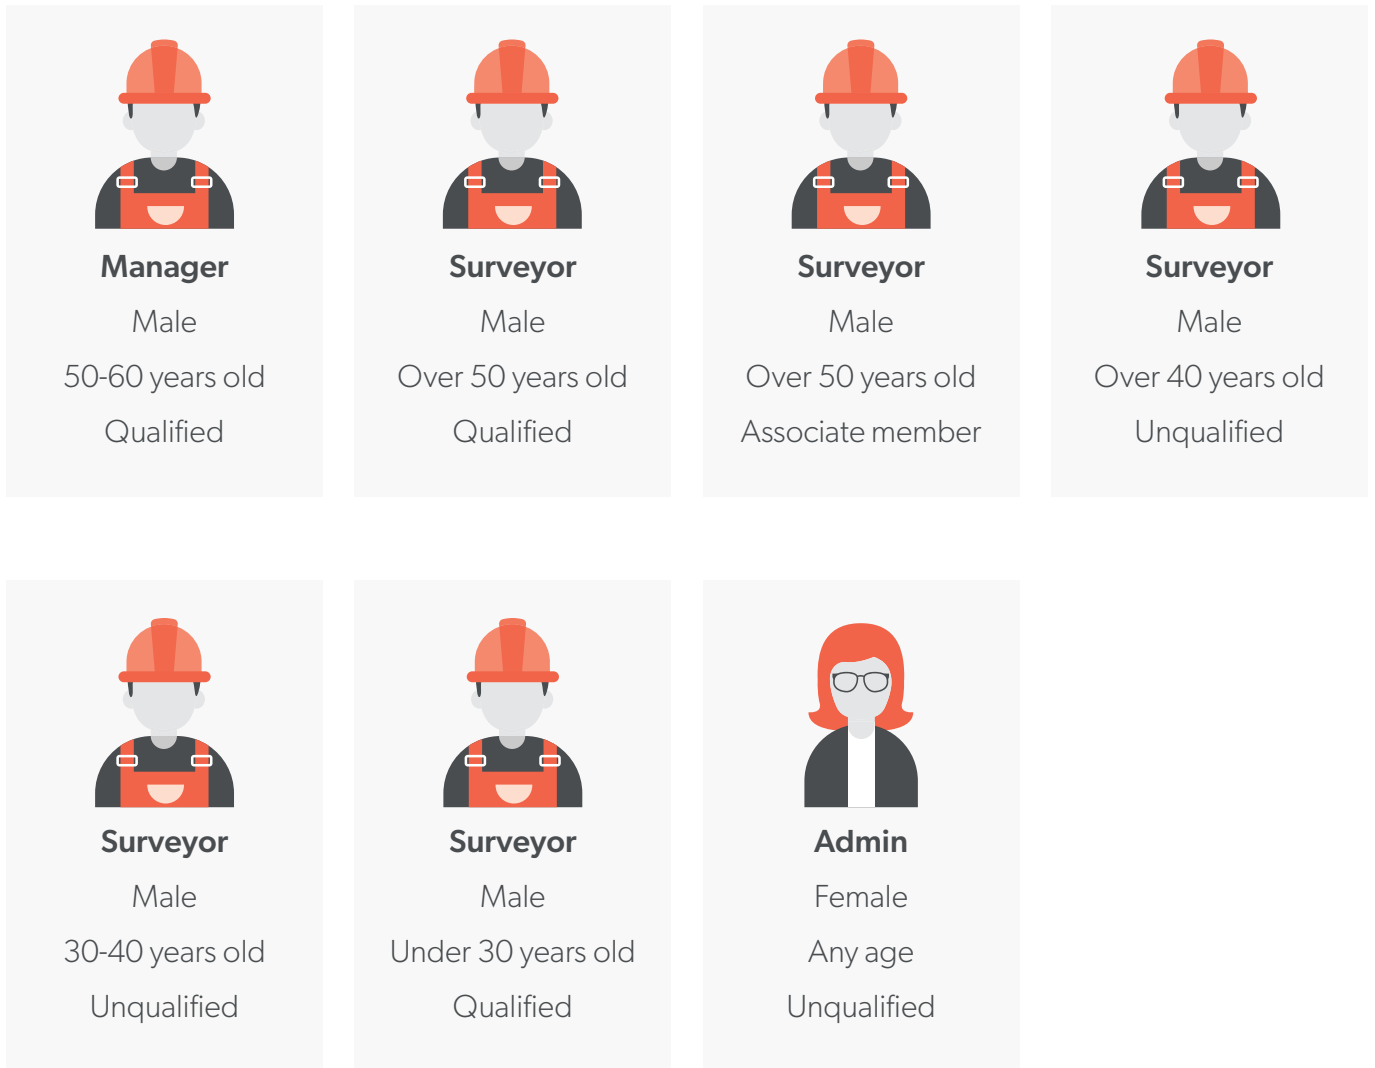 Manager
Male
50-60 years old
Qualified
Surveyor
Male
Over 50 years old
Qualified
Surveyor
Male
Over 50 years old
Associate member
Surveyor
Male
Over 40 years old
Unqualified
Surveyor
Male
30-40 years old
Unqualified
Surveyor
Male
Under 30 years old
Qualified
Admin
Female
Any age
Unqualified